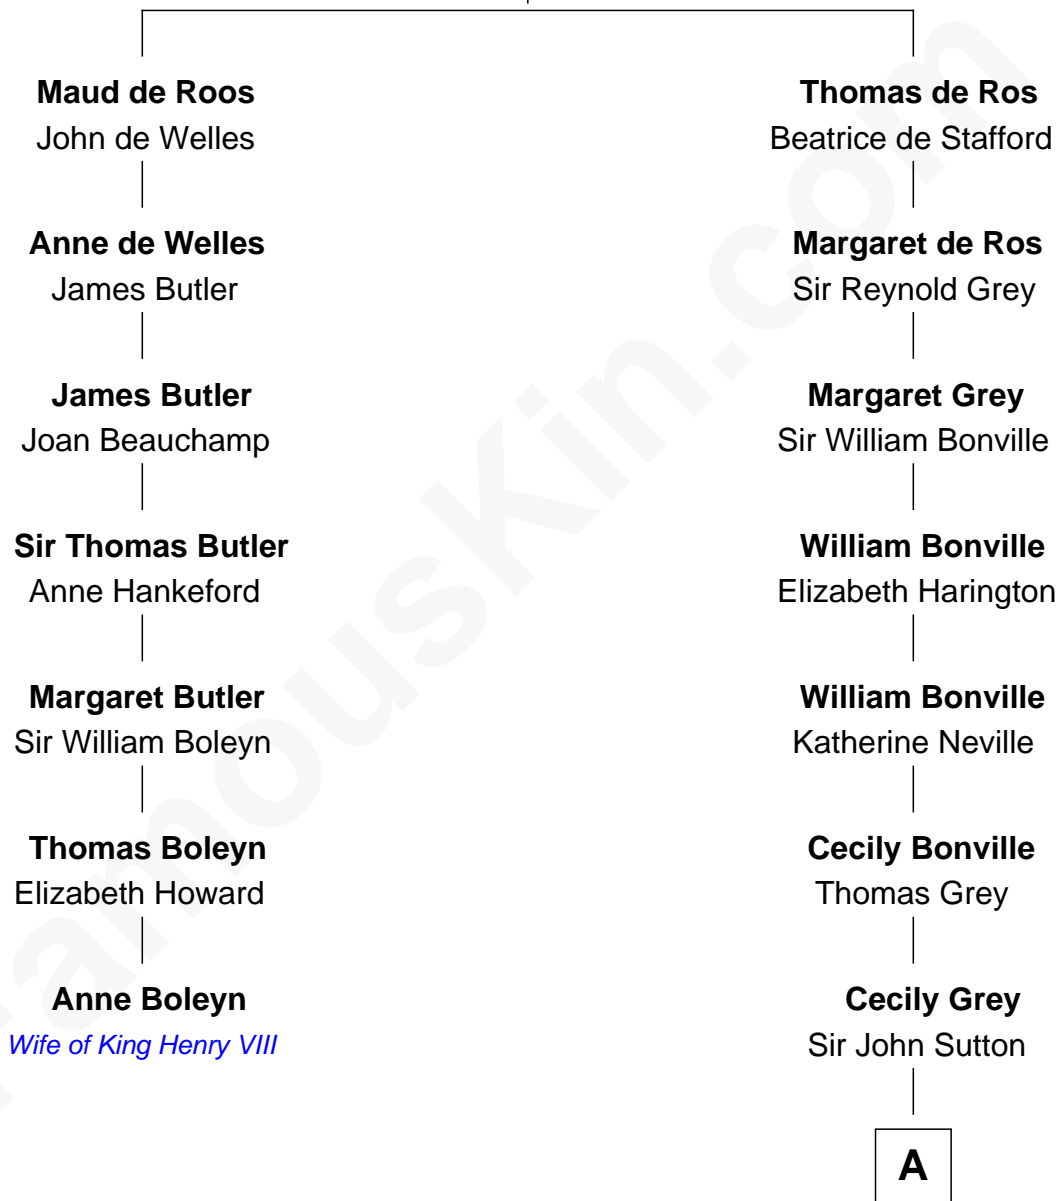 Maud de Roos
John de Welles
Anne de Welles
James Butler
James Butler
Joan Beauchamp
Sir Thomas Butler
Anne Hankeford
Margaret Butler
Sir William Boleyn
Thomas Boleyn
Elizabeth Howard
Anne Boleyn
Wife of King Henry VIII
Thomas de Ros
Beatrice de Stafford
Margaret de Ros
Sir Reynold Grey
Margaret Grey
Sir William Bonville
William Bonville
Elizabeth Harington
William Bonville
Katherine Neville
Cecily Bonville
Thomas Grey
Cecily Grey
Sir John Sutton
A
FamousKin.com